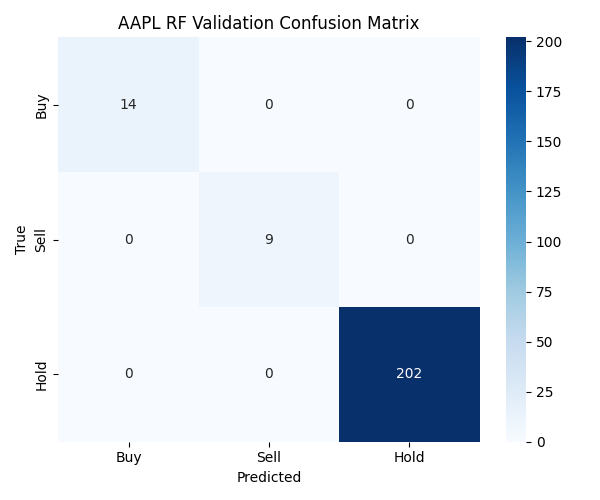 AAPL RF Validation Confusion Matrix
True
Buy
14 0 0
Sell
0 9 0
Hold
0 0 202
Buy Sell Hold
Predicted
200
175
150
125
100
75
50
25
0